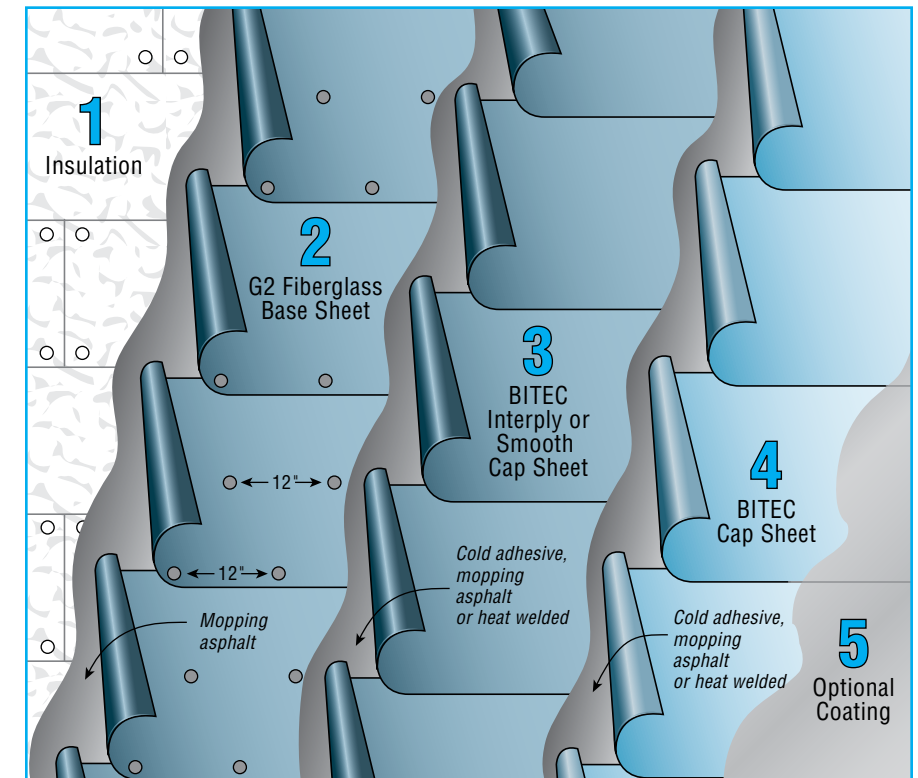 1
Insulation
2
G2 Fiberglass
Base Sheet
3
BITEC
Interply or
Smooth
Cap Sheet
4
BITEC
Cap Sheet
12"
12"
Mopping
asphalt
Cold adhesive,
mopping
asphalt
or heat welded
Cold adhesive,
mopping
asphalt
or heat welded
5
Optional
Coating